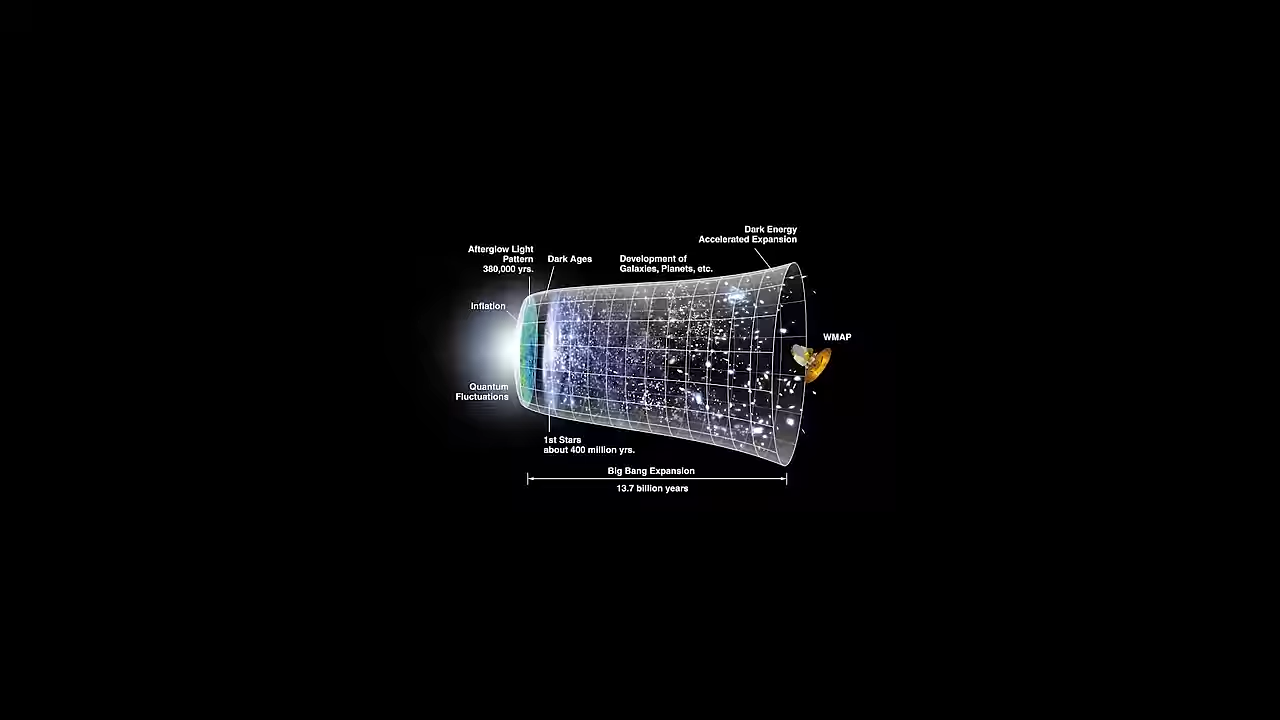 Dark Energy
Accelerated Expansion
Afterglow Light
Pattern
380,000 yrs.
Dark Ages
Development of
Galaxies, Planets, etc.
Inflation
WMAP
Quantum
Fluctuations
1st Stars
about 400 million yrs.
Big Bang Expansion
13.7 billion years